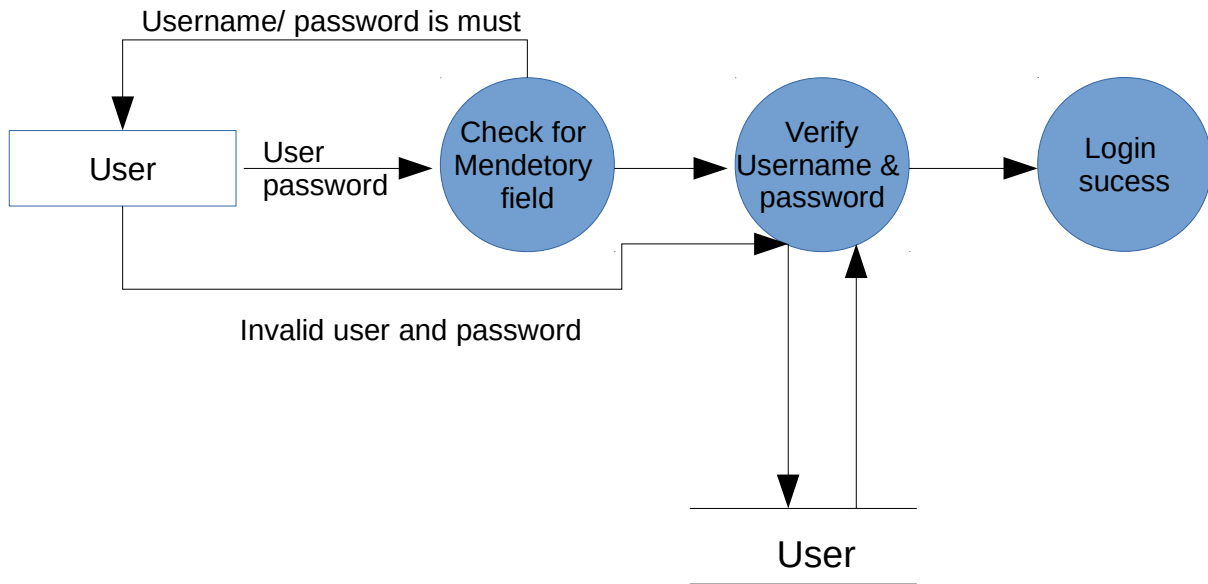 Username/ password is must
User
User
password
Check for
Mendetory
field
Verify
Username &
password
Login
sucess
Invalid user and password
User